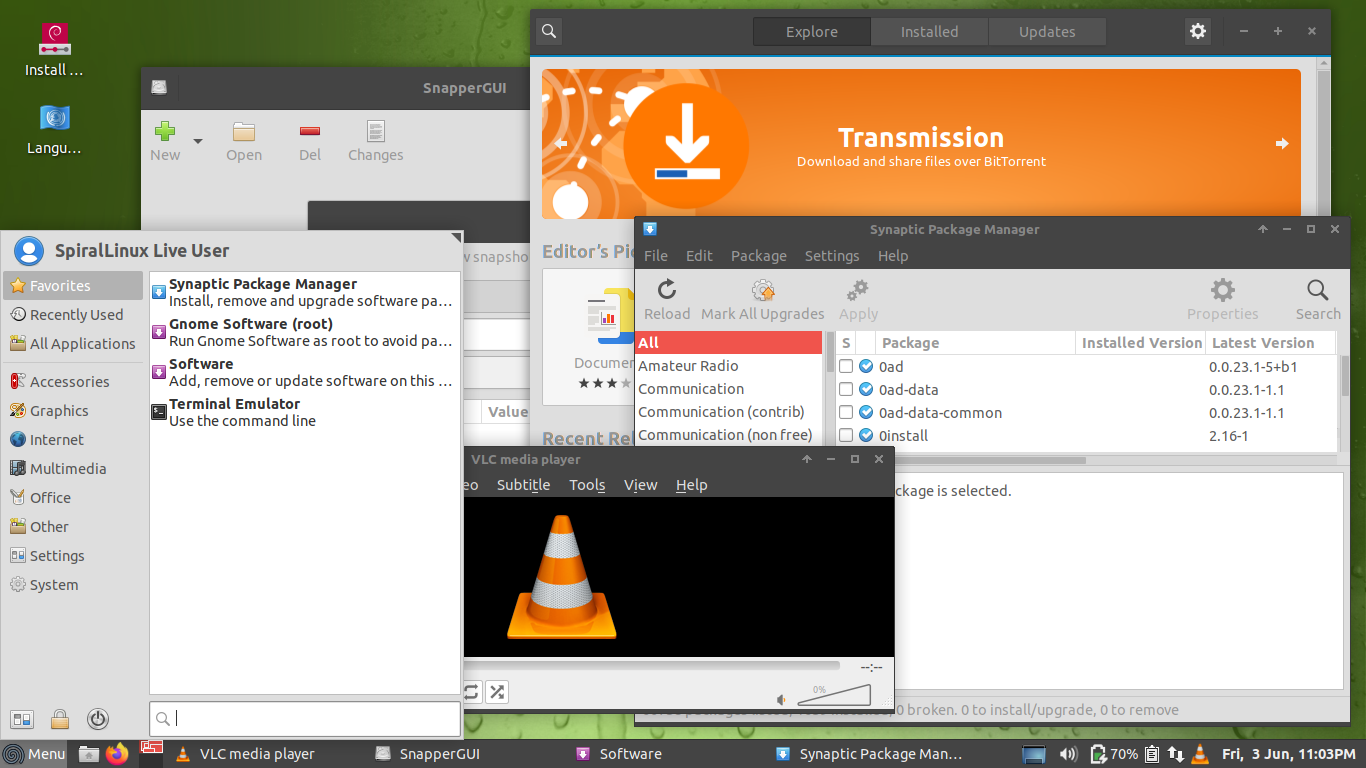 Install ...
Langu...
SnapperGUI
New
Open
Del
Changes
Explore
Installed
Updates
Transmission
Download and share files over BitTorrent
Editor's
Recent
Value
SpiralLinux Live User
Favorites
Recently Used
All Applications
Accessories
Graphics
Internet
Multimedia
Office
Other
Settings
System
Synaptic Package Manager
Install, remove and upgrade software pa...
Gnome Software (root)
Run Gnome Software as root to avoid pa...
Software
Add, remove or update software on this ...
Terminal Emulator
Use the command line
Synaptic Package Manager
File Edit Package Settings Help
Reload Mark All Upgrades Apply Properties Search
All
Amateur Radio
Communication
Communication (contrib)
Communication (non free)
S Package Installed Version Latest Version
0ad 0.0.23.1-5+b1
0ad-data 0.0.23.1-1.1
0ad-data-common 0.0.23.1-1.1
0install 2.16-1
is selected.
0 broken. 0 to install/upgrade, 0 to remove
VLC media player
Subtitle Tools View Help
--:--
0%
Menu
VLC media player
SnapperGUI
Software
Synaptic Package Man...
70%
Fri, 3 Jun, 11:03PM